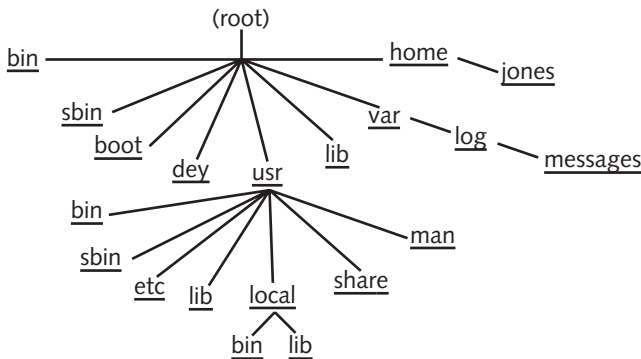 (root)
bin
home
jones
sbin
boot
dey
usr
lib
var
log
messages
bin
sbin
etc
lib
local
share
man
bin
lib